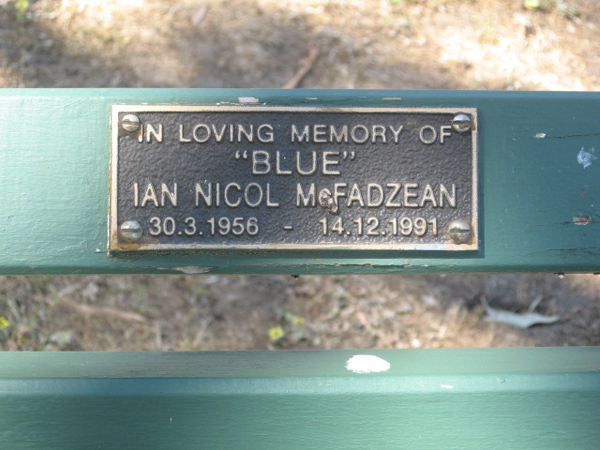 IN LOVING MEMORY OF
"BLUE"
IAN NICOL McFADZEAN
30.3.1956 - 14.12.1991